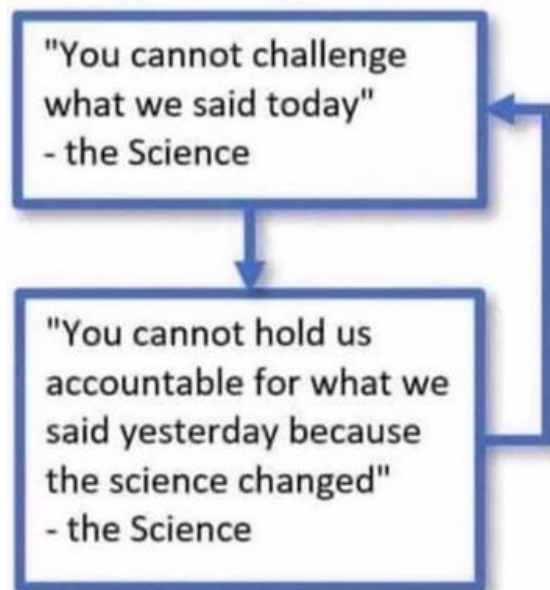 "You cannot challenge
what we said today"
- the Science
"You cannot hold us
accountable for what we
said yesterday because
the science changed"
- the Science